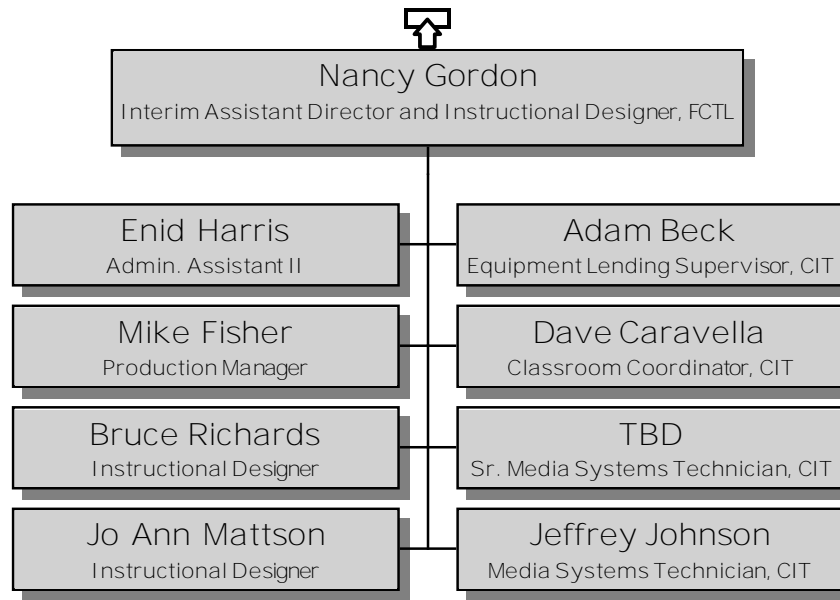 Nancy Gordon
Interim Assistant Director and Instructional Designer, FCTL
Enid Harris
Admin. Assistant II
Adam Beck
Equipment Lending Supervisor, CIT
Mike Fisher
Production Manager
Dave Caravella
Classroom Coordinator, CIT
Bruce Richards
Instructional Designer
TBD
Sr. Media Systems Technician, CIT
Jo Ann Mattson
Instructional Designer
Jeffrey Johnson
Media Systems Technician, CIT